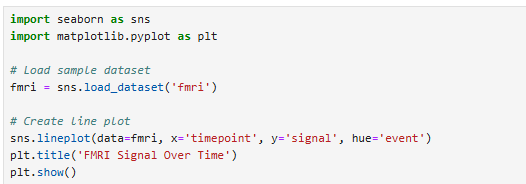 import seaborn as sns
import matplotlib.pyplot as plt
# Load sample dataset
fmri = sns.load_dataset('fmri')
# Create line plot
sns.lineplot(data=fmri, x='timepoint', y='signal', hue='event')
plt.title('FMRI Signal Over Time')
plt.show()